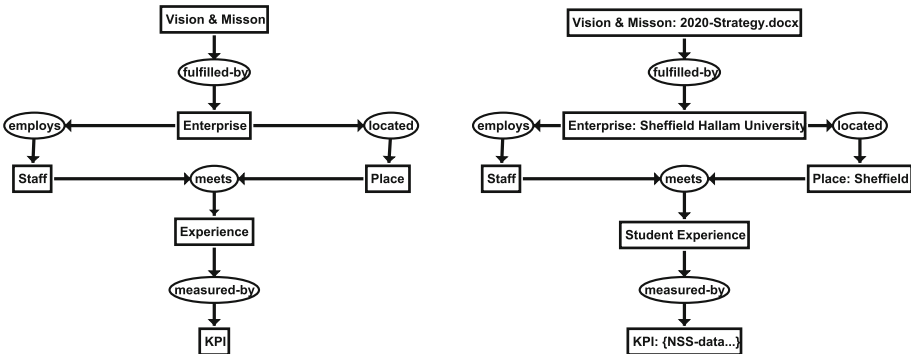 Vision & Misson
fulfilled-by
employs
Enterprise
located
Staff
meets
Place
Experience
measured-by
KPI
Vision & Misson: 2020-Strategy.docx
fulfilled-by
employs
Enterprise: Sheffield Hallam University
located
Staff
meets
Place: Sheffield
Student Experience
measured-by
KPI: {NSS-data...}